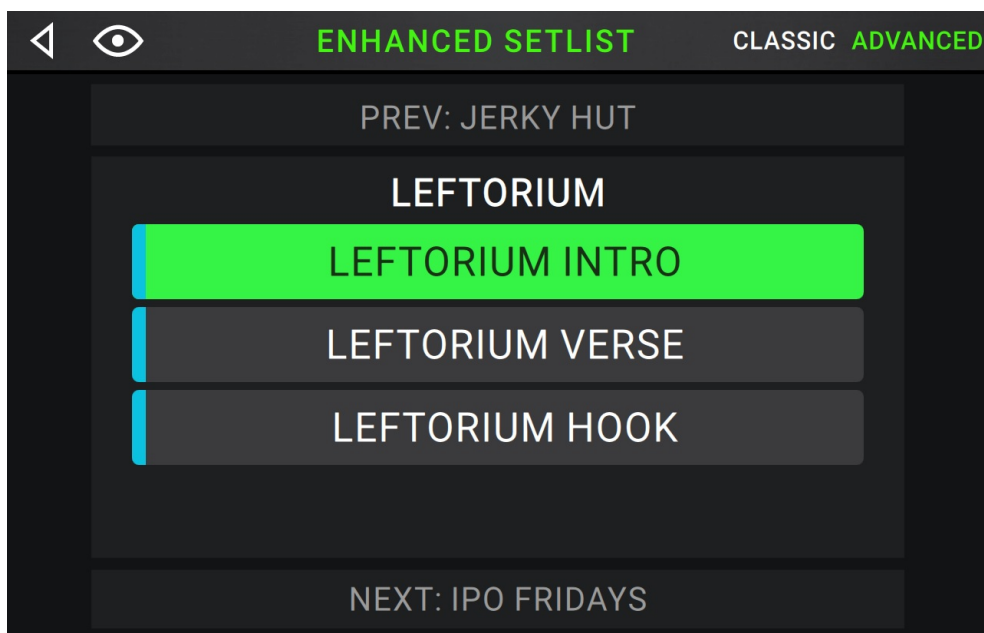 ENHANCED SETLIST CLASSIC ADVANCED
PREV: JERKY HUT
LEFTORIUM
LEFTORIUM INTRO
LEFTORIUM VERSE
LEFTORIUM HOOK
NEXT: IPO FRIDAYS